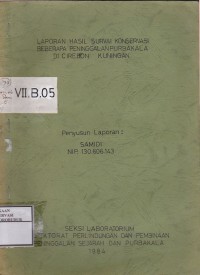 LAPORAN HASIL SURVAI KONSERVASI
BEBERAPA PENINGGALAN PURBAKALA
DI CIREBON KUNINGAN
VII.B.05
Penyusun Laporan :
SAMIDI
NIP. 130.606.143
SEKSI LABORATORIUM
DIREKTORAT PERLINDUNGAN DAN PEMBINAAN
PENINGGALAN SEJARAH DAN PURBAKALA